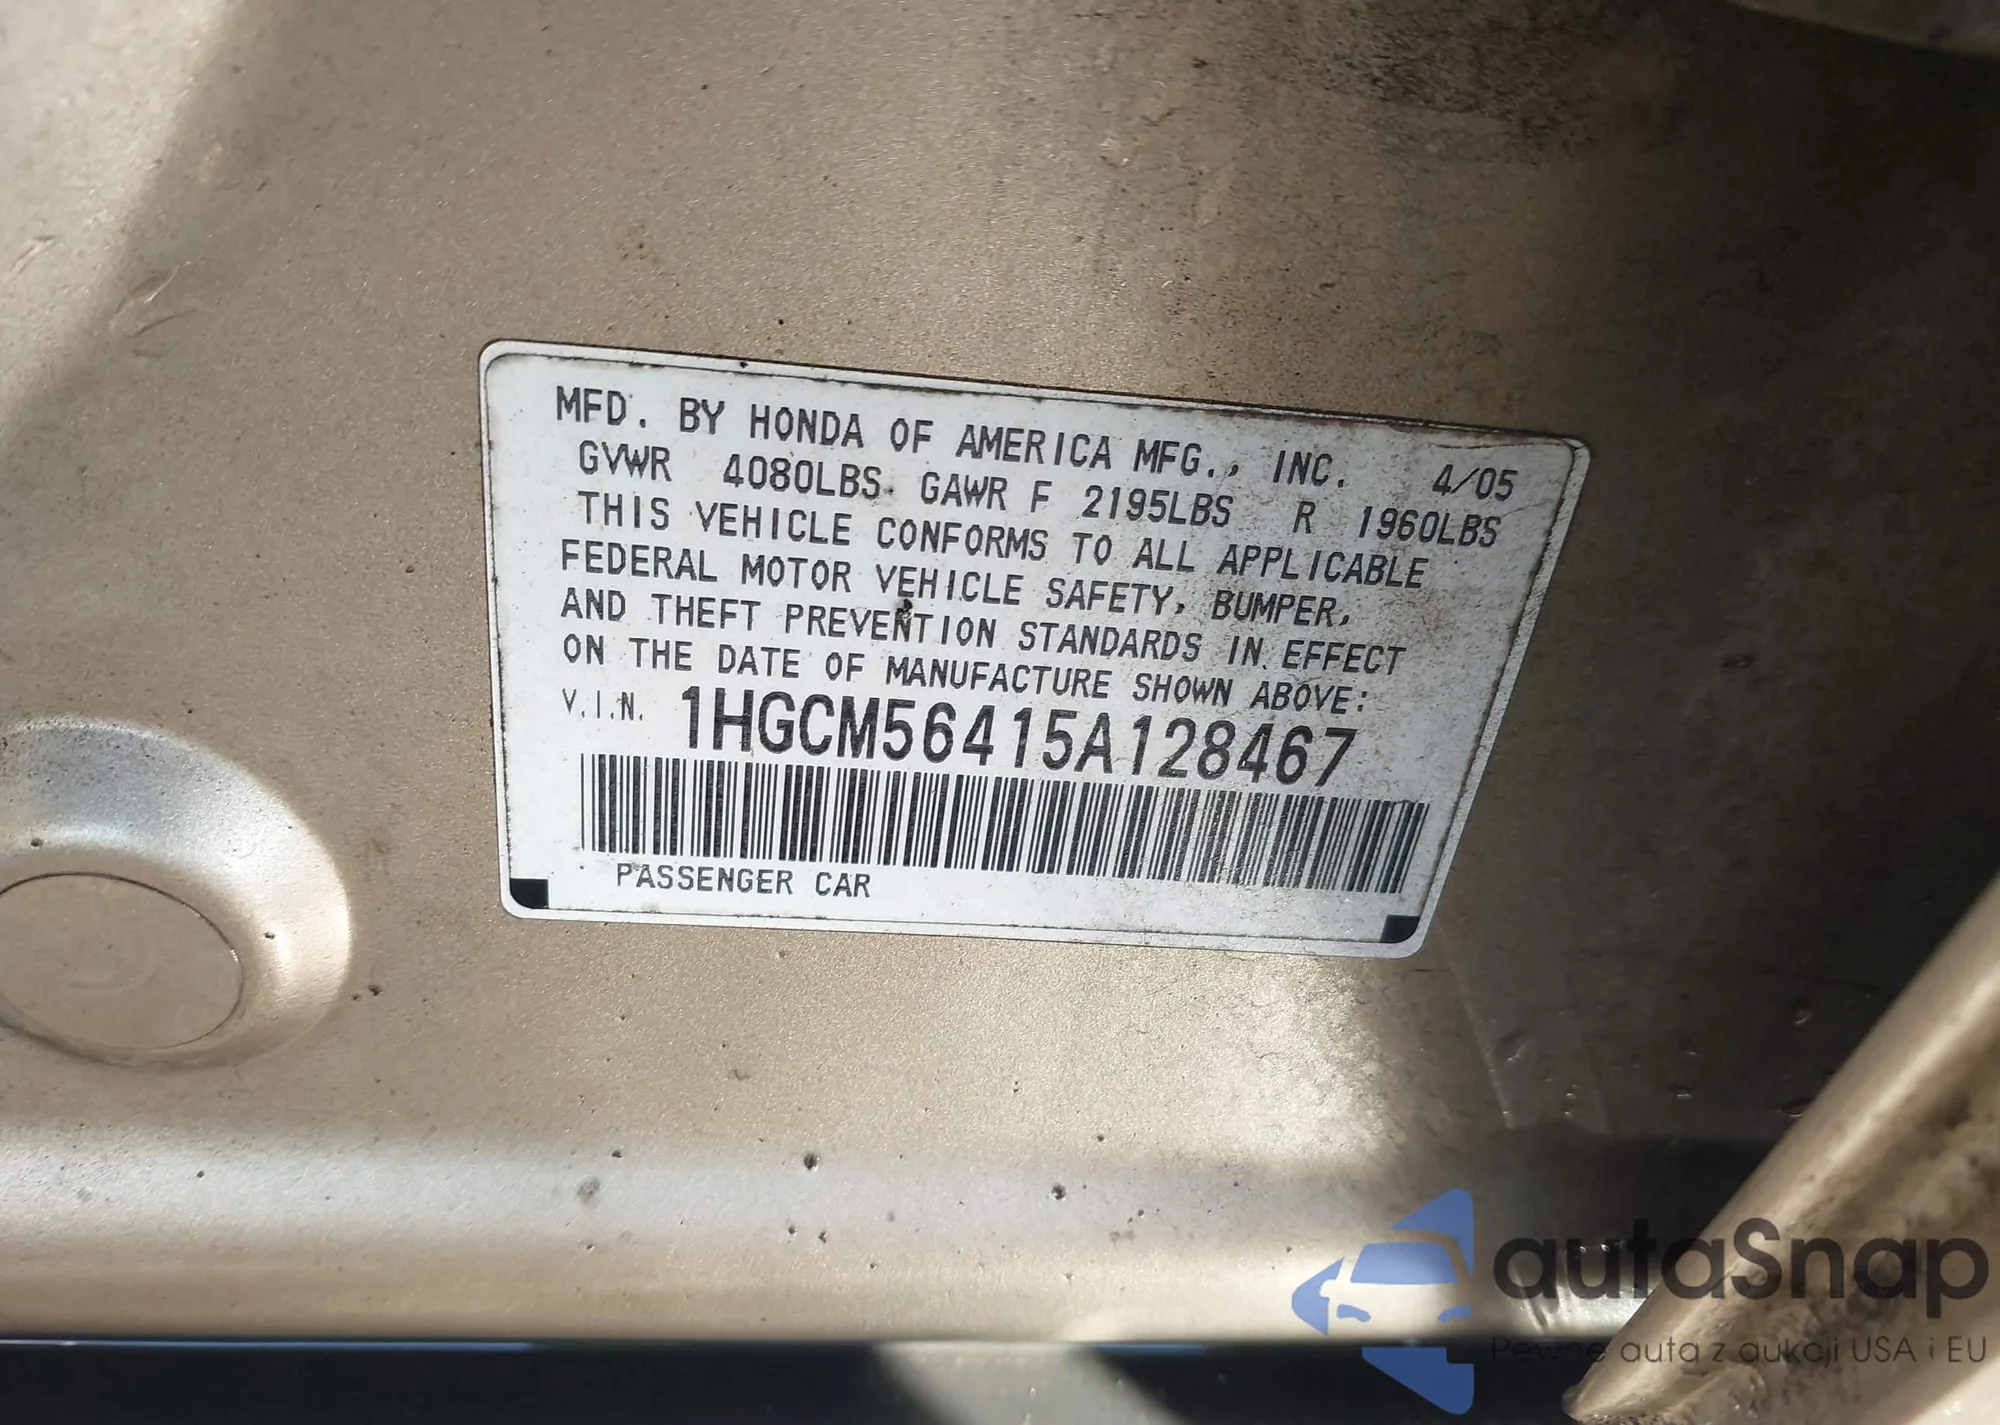 MFD. BY HONDA OF AMERICA MFG., INC. 4/05
GVWR 4080LBS GAWR F 2195LBS R 1960LBS
THIS VEHICLE CONFORMS TO ALL APPLICABLE
FEDERAL MOTOR VEHICLE SAFETY, BUMPER,
AND THEFT PREVENTION STANDARDS IN EFFECT
ON THE DATE OF MANUFACTURE SHOWN ABOVE:
V.I.N. 1HGCM56415A128467
PASSENGER CAR
autoSnap
Pewne auta z aukcji USA i EU